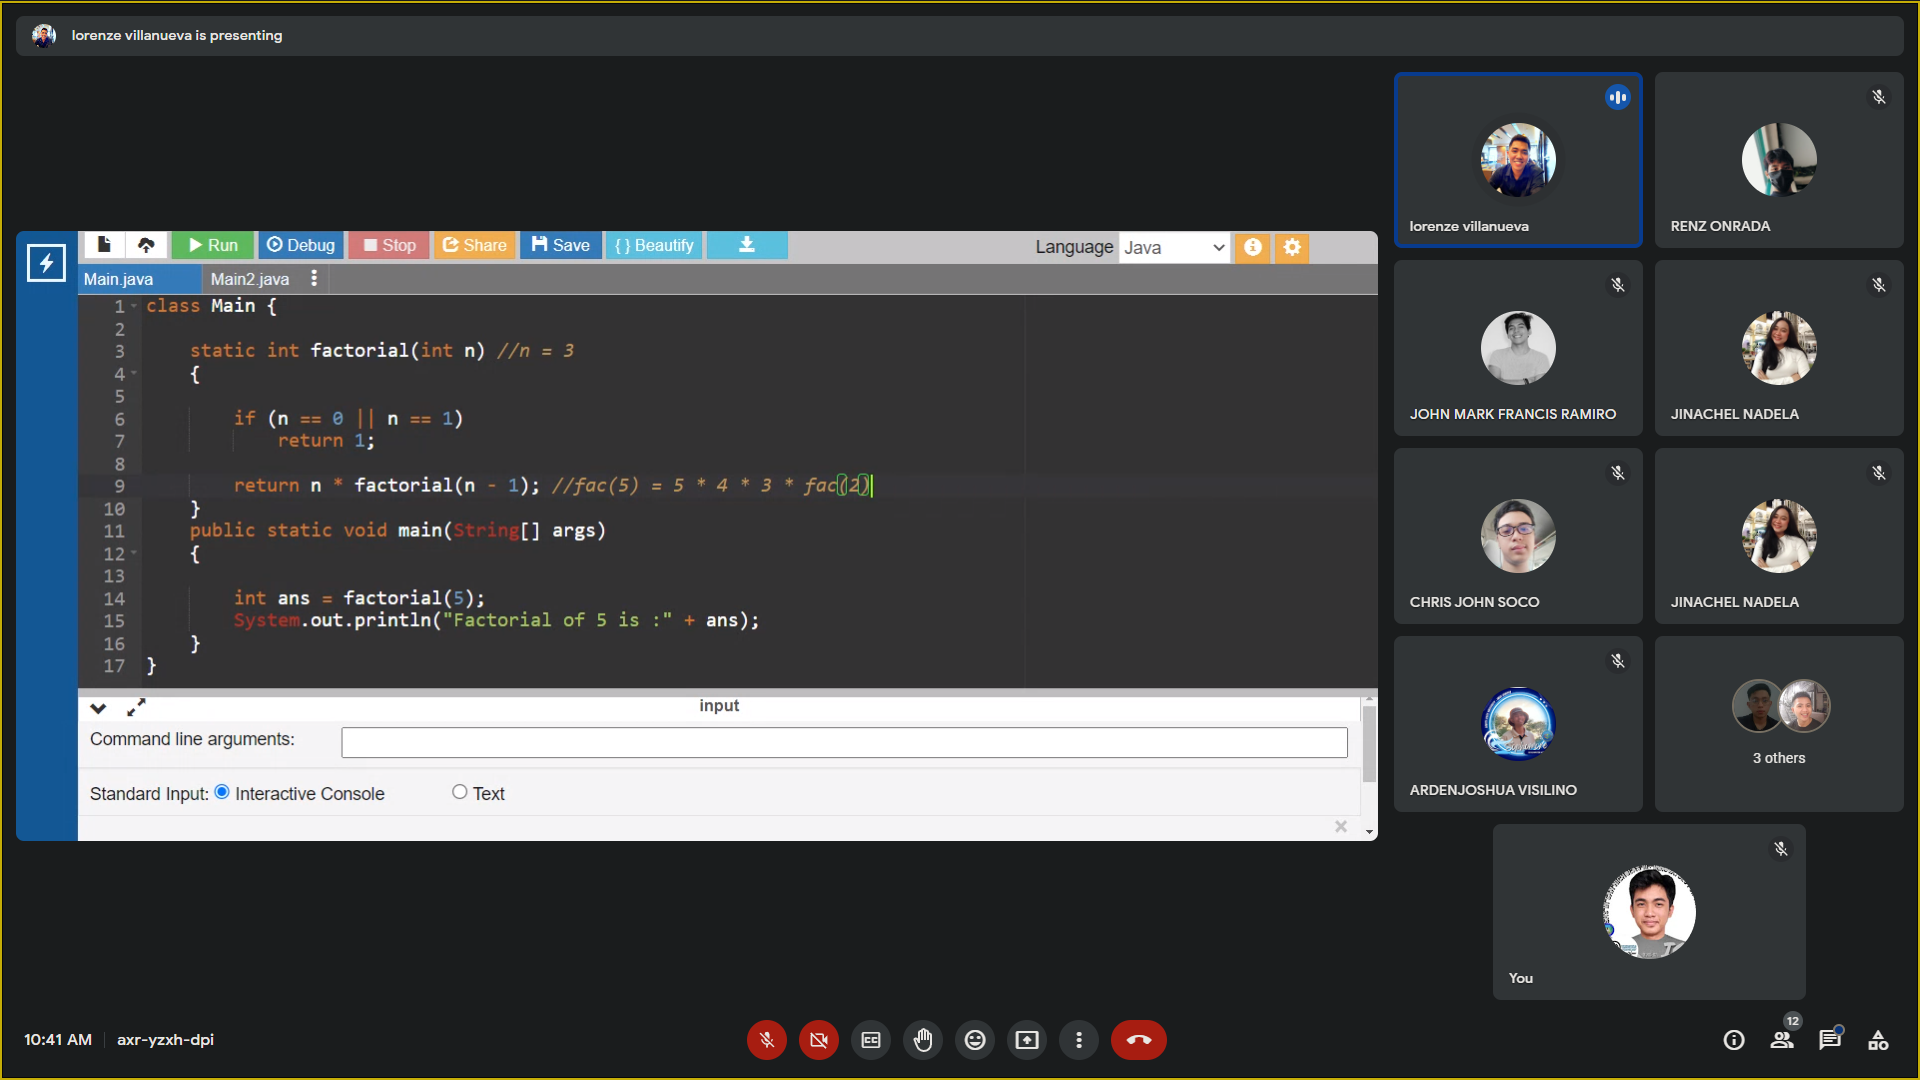 lorenze villanueva is presenting
Run Debug Stop Share Save { } Beautify
Language Java
Main.java Main2.java
1 class Main {
2
3 static int factorial(int n) //n = 3
4 {
5
6 if (n == 0 || n == 1)
7 return 1;
8
9 return n * factorial(n - 1); //fac(5) = 5 * 4 * 3 * fac(2)
10 }
11 public static void main(String[] args)
12 {
13
14 int ans = factorial(5);
15 System.out.println("Factorial of 5 is :" + ans);
16 }
17 }
input
Command line arguments:
Standard Input: Interactive Console Text
lorenze villanueva
RENZ ONRADA
JOHN MARK FRANCIS RAMIRO
JINACHEL NADELA
CHRIS JOHN SOCO
JINACHEL NADELA
ARDENJOSHUA VISILINO
3 others
You
10:41 AM axr-yzxh-dpi
CC
12